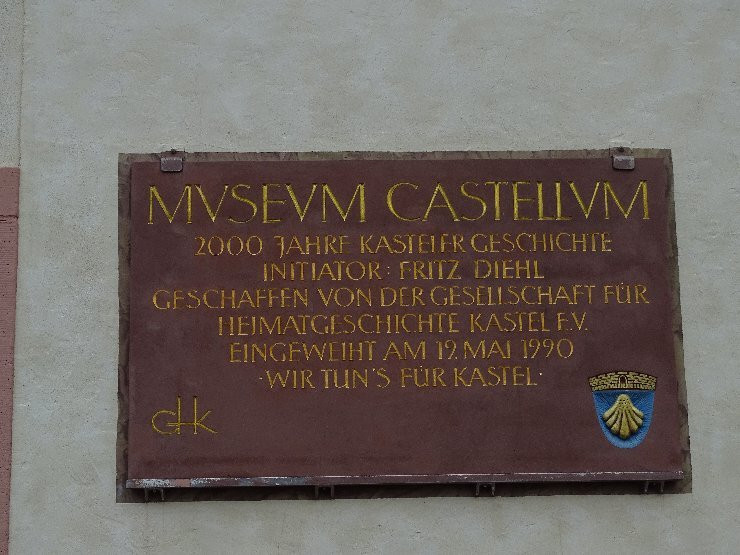 MVSEVM CASTELLVM
2000 JAHRE KASTELER GESCHICHTE
INITIATOR: FRITZ DIEHL
GESCHAFFEN VON DER GESELLSCHAFT FÜR
HEIMATGESCHICHTE KASTEL E.V.
EINGEWEIHT AM 19. MAI 1990
·WIR TUN'S FÜR KASTEL·
GHK